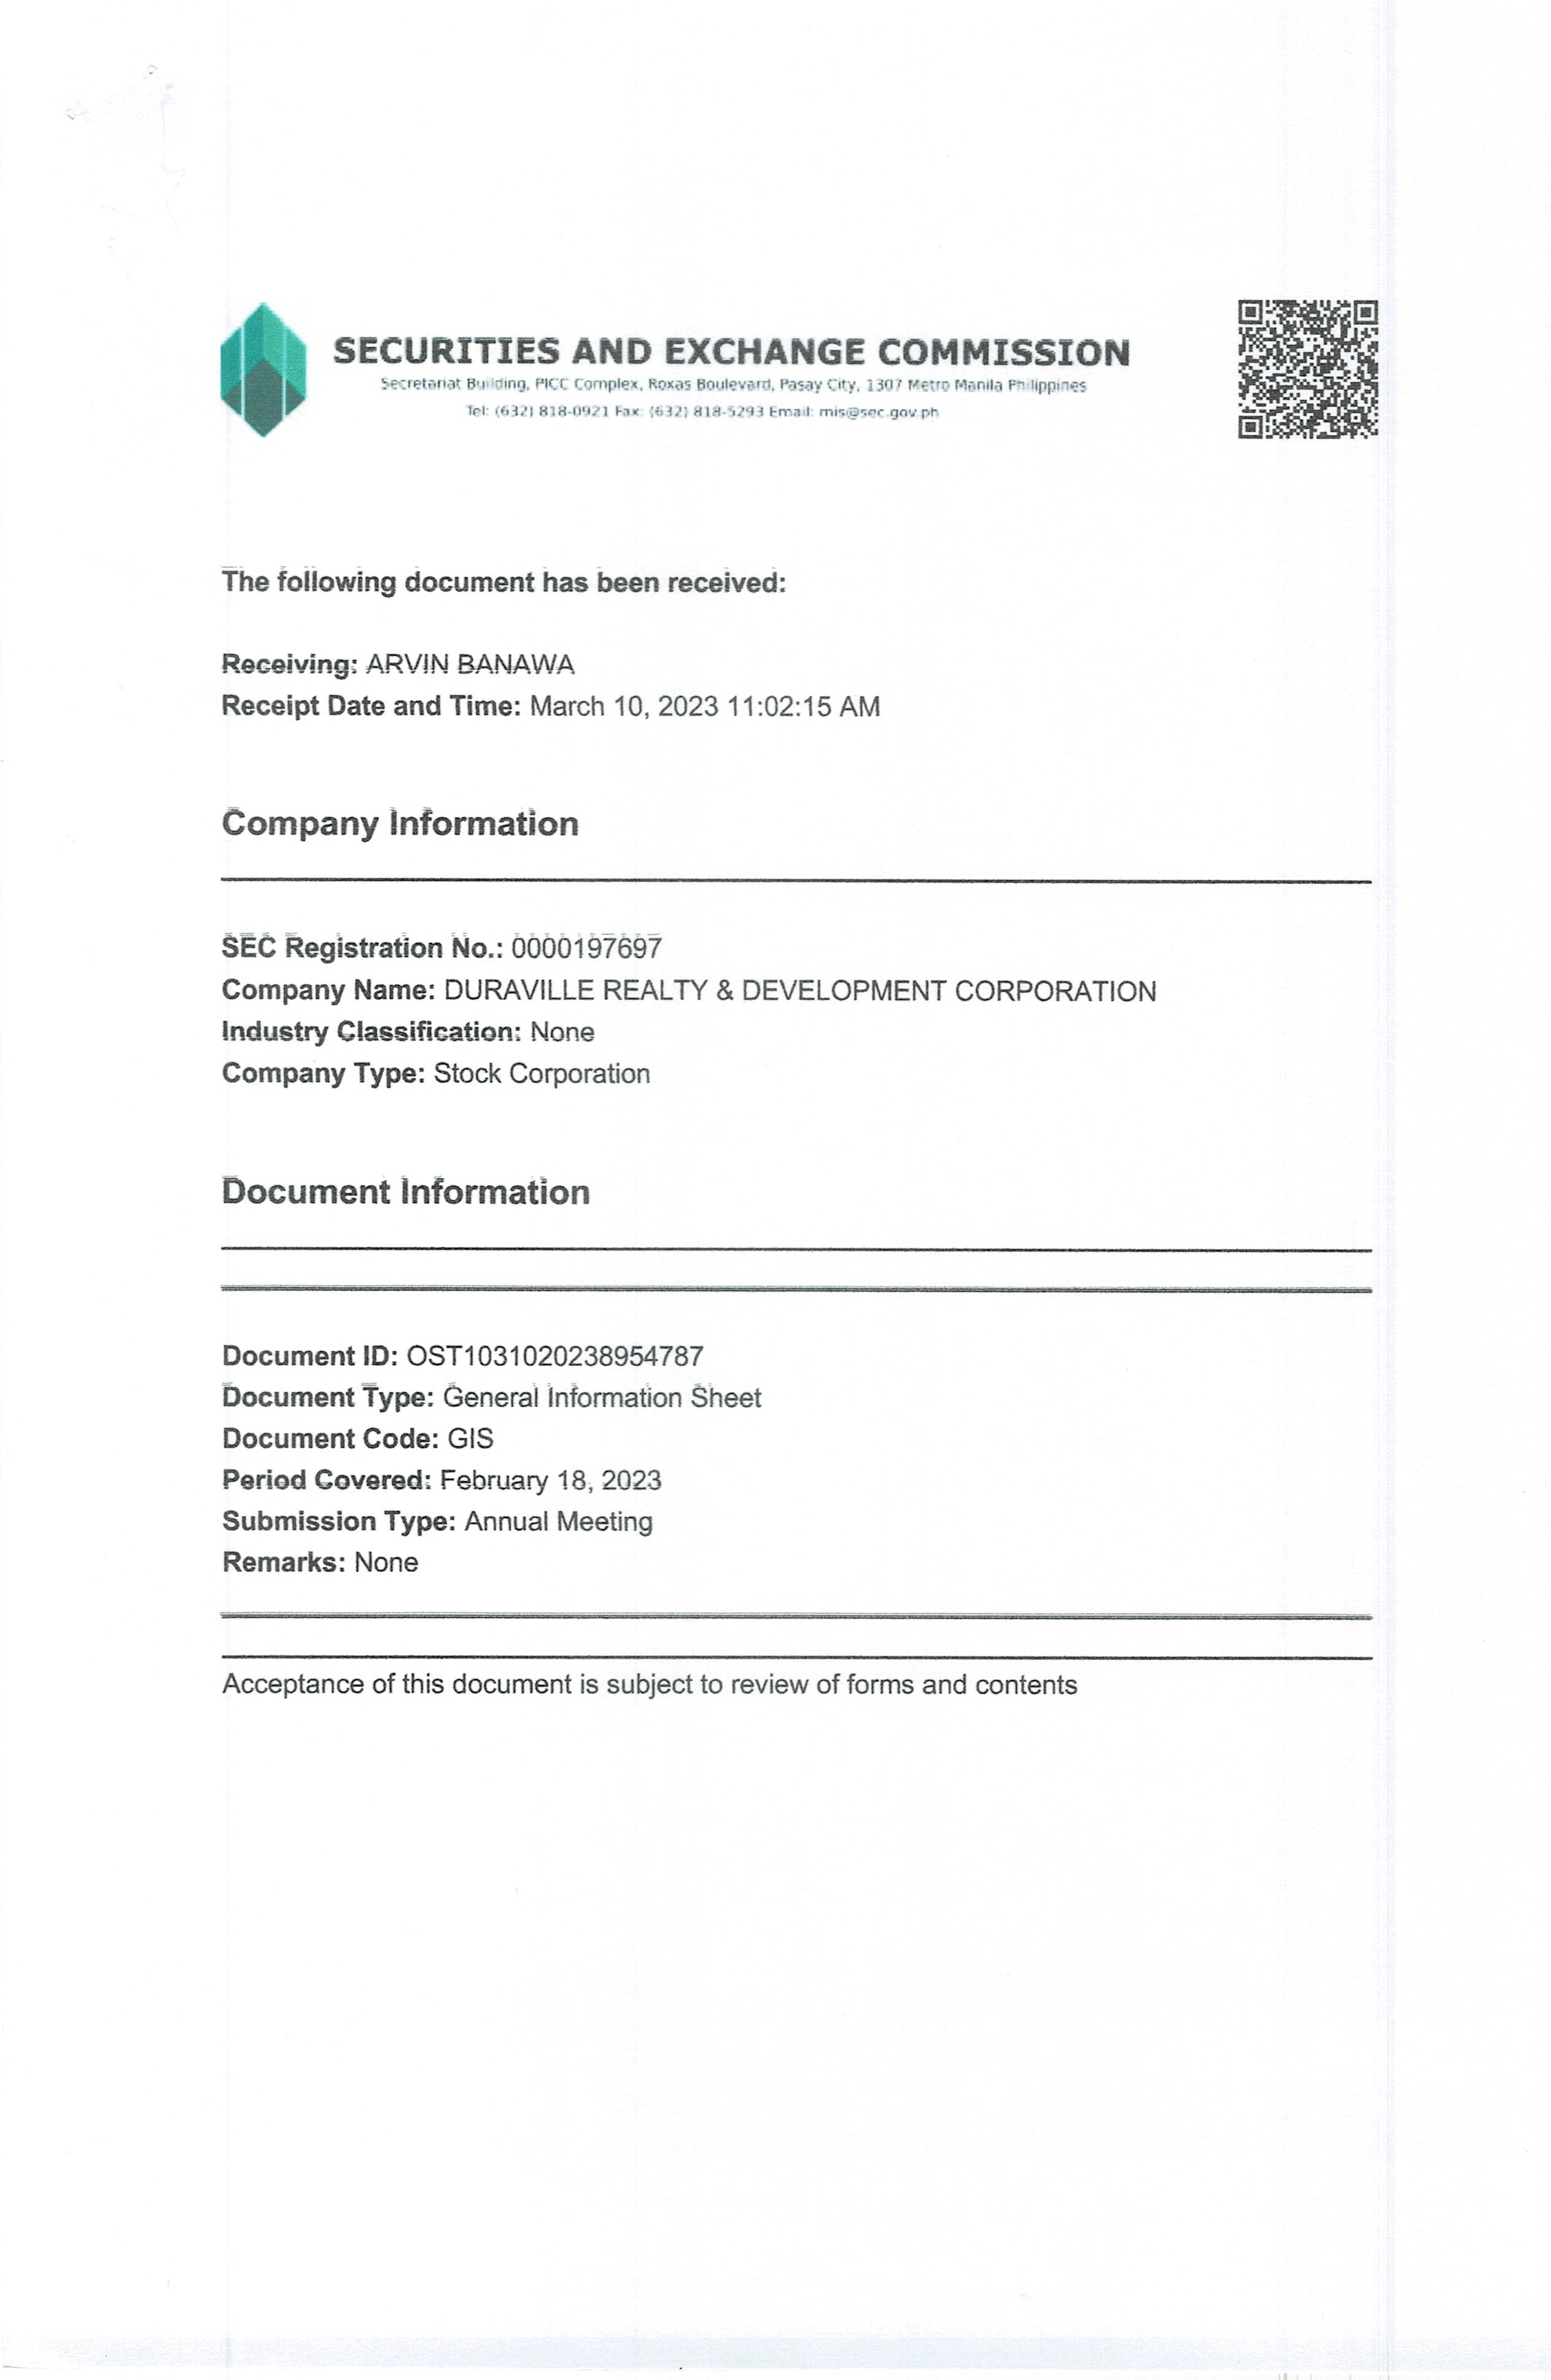 SECURITIES AND EXCHANGE COMMISSION
Secretariat Building, PICC Complex, Roxas Boulevard, Pasay City, 1307 Metro Manila Philippines
Tel: (632) 818-0921 Fax: (632) 818-5293 Email: mis@sec.gov.ph
The following document has been received:
Receiving: ARVIN BANAWA
Receipt Date and Time: March 10, 2023 11:02:15 AM
Company Information
SEC Registration No.: 0000197697
Company Name: DURAVILLE REALTY & DEVELOPMENT CORPORATION
Industry Classification: None
Company Type: Stock Corporation
Document Information
Document ID: OST1031020238954787
Document Type: General Information Sheet
Document Code: GIS
Period Covered: February 18, 2023
Submission Type: Annual Meeting
Remarks: None
Acceptance of this document is subject to review of forms and contents